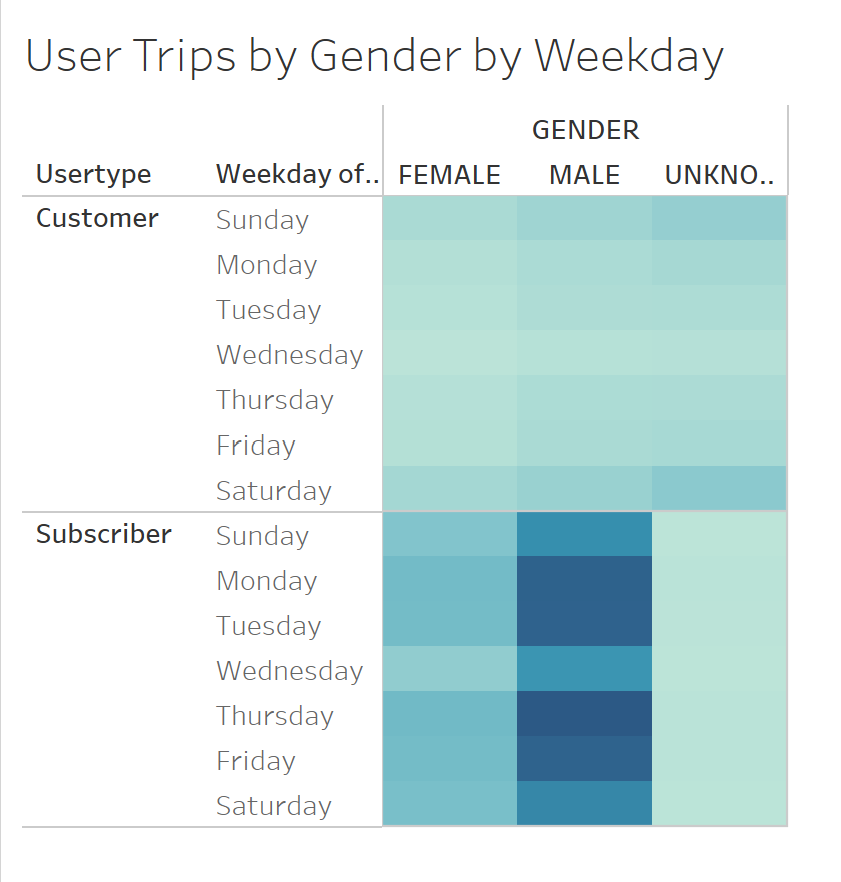 User Trips by Gender by Weekday
GENDER
Usertype Weekday of.. FEMALE MALE UNKNO..
Customer Sunday
Monday
Tuesday
Wednesday
Thursday
Friday
Saturday
Subscriber Sunday
Monday
Tuesday
Wednesday
Thursday
Friday
Saturday